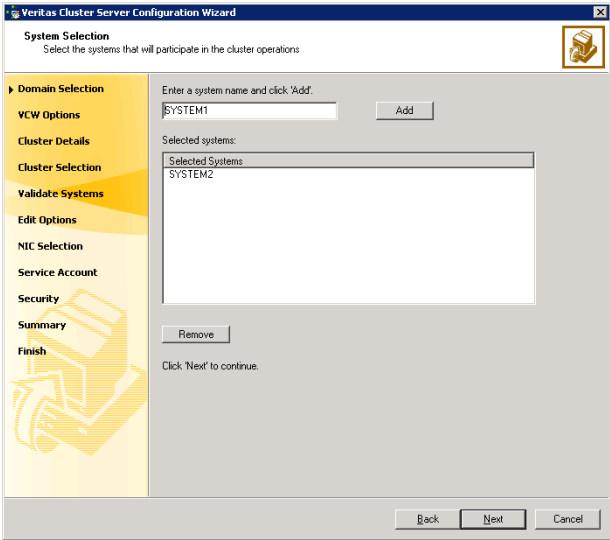 Veritas Cluster Server Configuration Wizard
System Selection
Select the systems that will participate in the cluster operations
Domain Selection
VCW Options
Cluster Details
Cluster Selection
Validate Systems
Edit Options
NIC Selection
Service Account
Security
Summary
Finish
Enter a system name and click 'Add'.
SYSTEM1
Add
Selected systems:
Selected Systems
SYSTEM2
Remove
Click 'Next' to continue.
Back
Next
Cancel